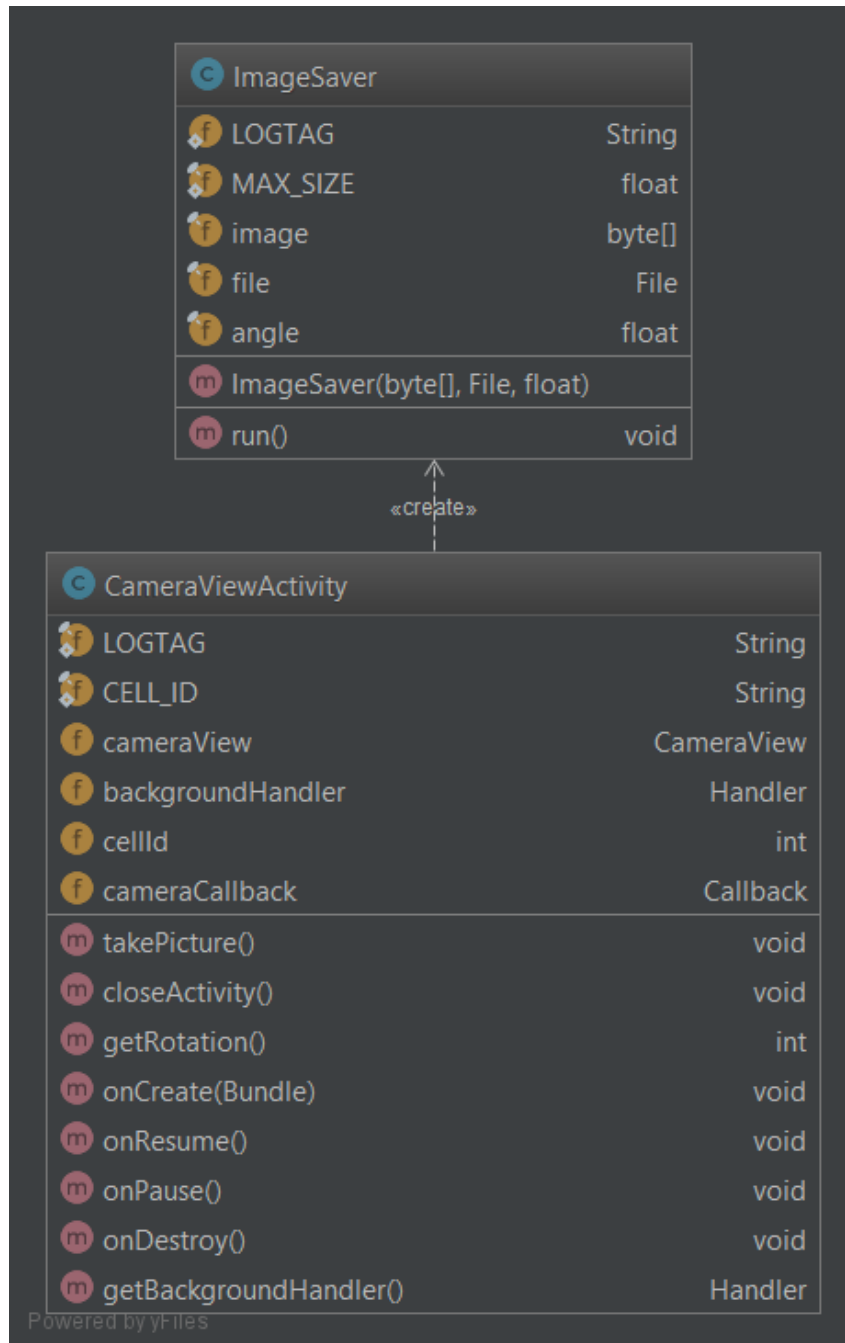 ImageSaver
LOGTAG String
MAX_SIZE float
image byte[]
file File
angle float
ImageSaver(byte[], File, float)
run() void
«create»
CameraViewActivity
LOGTAG String
CELL_ID String
cameraView CameraView
backgroundHandler Handler
cellId int
cameraCallback Callback
takePicture() void
closeActivity() void
getRotation() int
onCreate(Bundle) void
onResume() void
onPause() void
onDestroy() void
getBackgroundHandler() Handler
Powered by yFiles